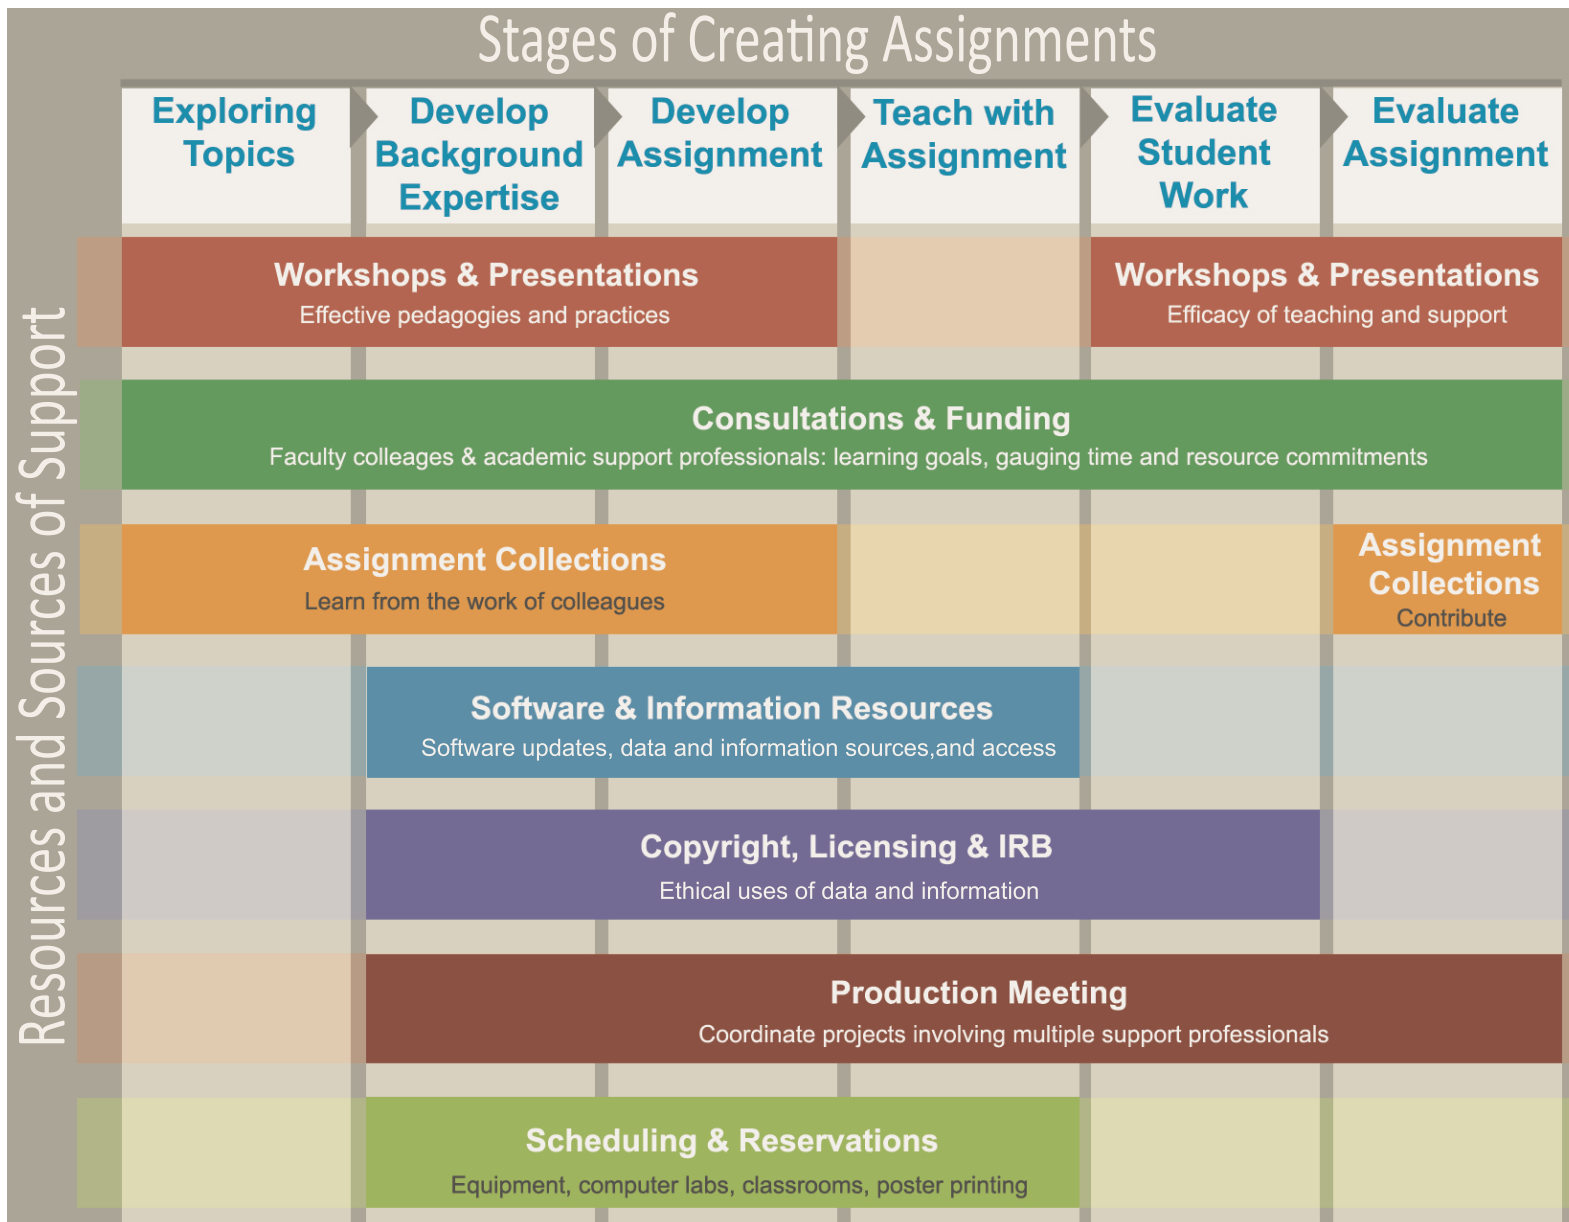 Stages of Creating Assignments
Exploring
Topics
Develop
Background
Expertise
Develop
Assignment
Teach with
Assignment
Evaluate
Student
Work
Evaluate
Assignment
Resources and Sources of Support
Workshops & Presentations
Effective pedagogies and practices
Workshops & Presentations
Efficacy of teaching and support
Consultations & Funding
Faculty colleages & academic support professionals: learning goals, gauging time and resource commitments
Assignment Collections
Learn from the work of colleagues
Assignment
Collections
Contribute
Software & Information Resources
Software updates, data and information sources,and access
Copyright, Licensing & IRB
Ethical uses of data and information
Production Meeting
Coordinate projects involving multiple support professionals
Scheduling & Reservations
Equipment, computer labs, classrooms, poster printing